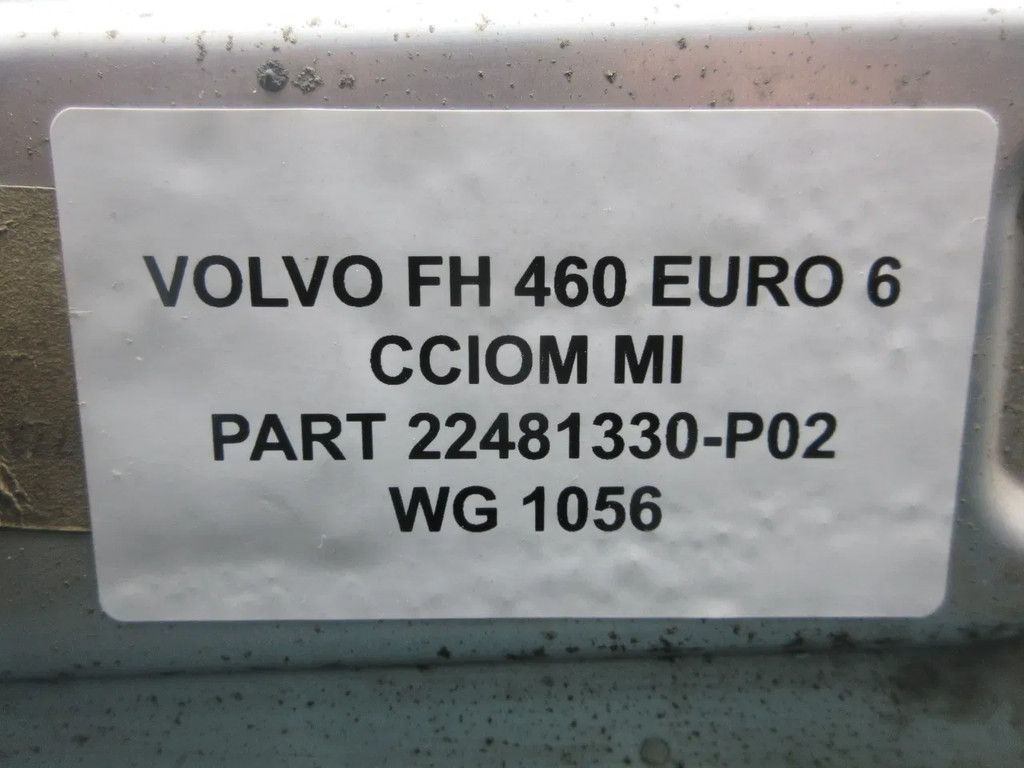 VOLVO FH 460 EURO 6
CCIOM MI
PART 22481330-P02
WG 1056